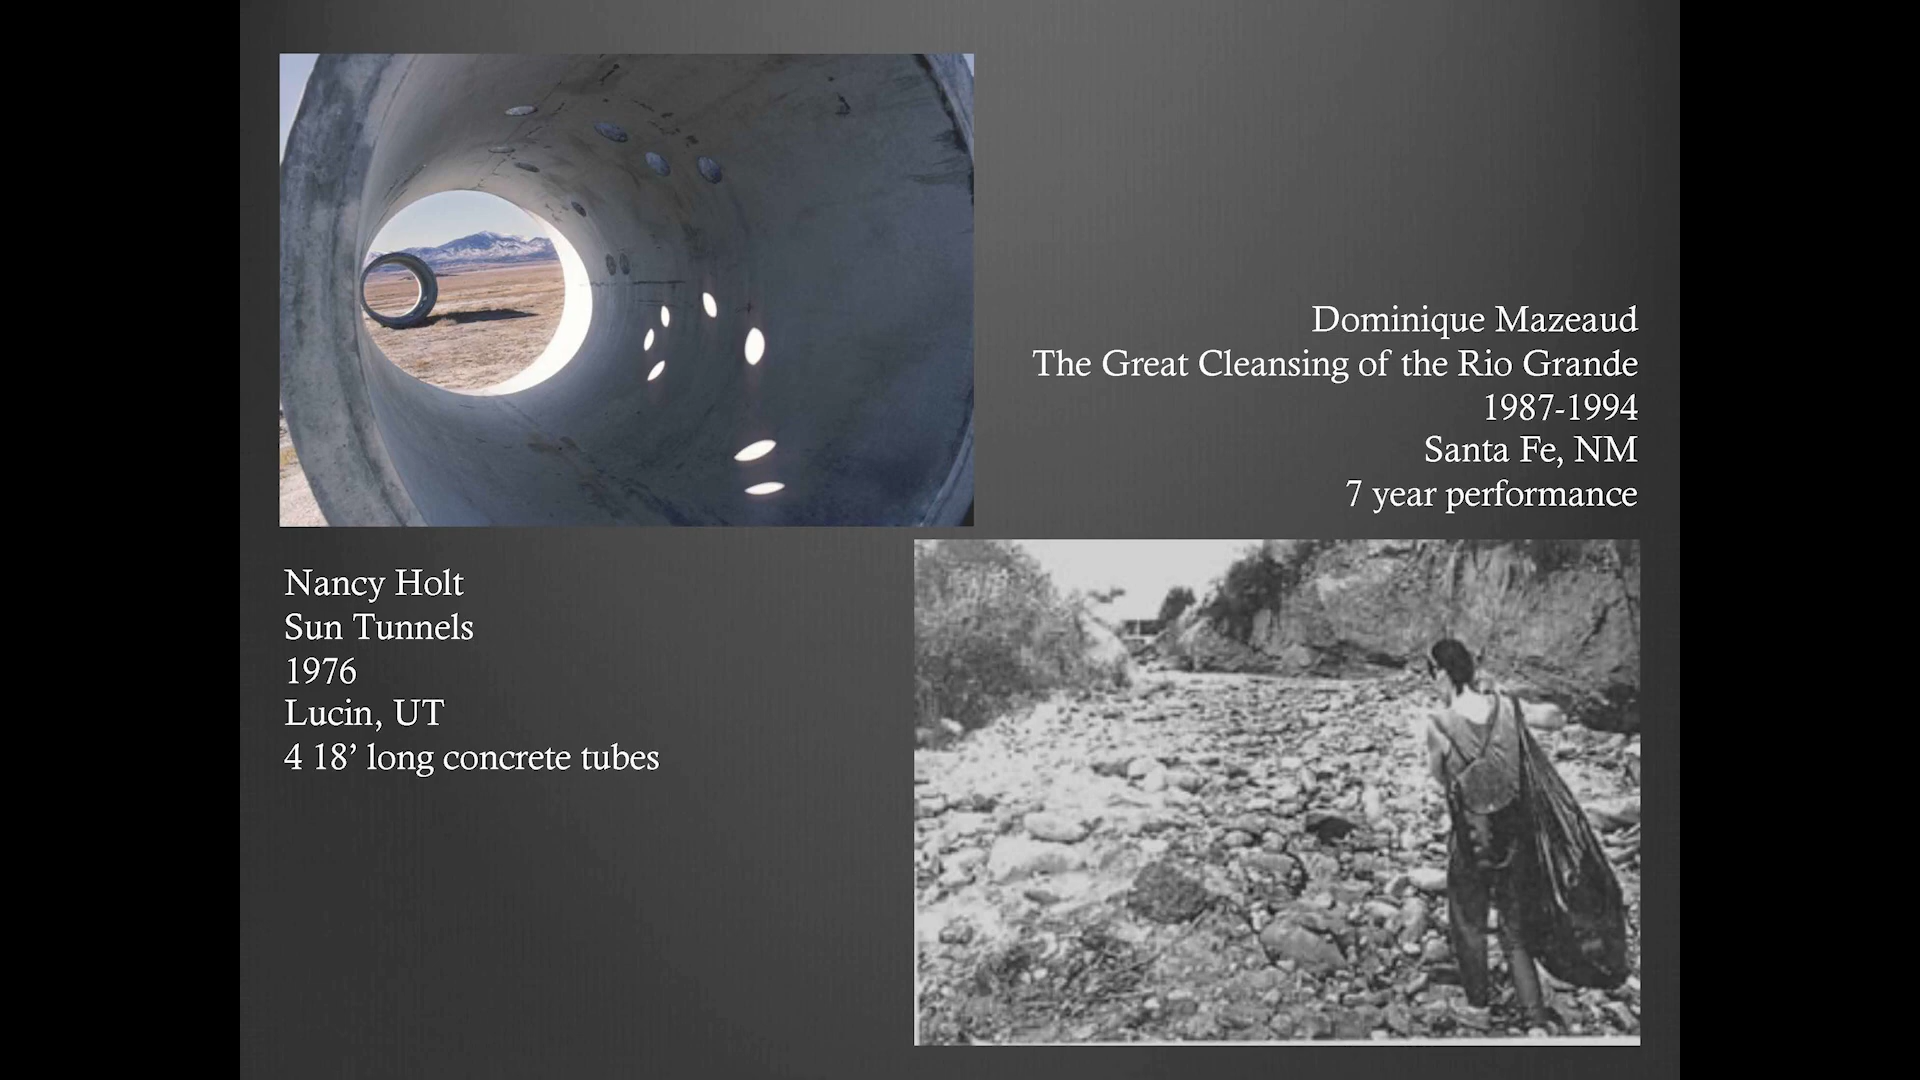 Dominique Mazeaud
The Great Cleansing of the Rio Grande
1987-1994
Santa Fe, NM
7 year performance
Nancy Holt
Sun Tunnels
1976
Lucin, UT
4 18’ long concrete tubes